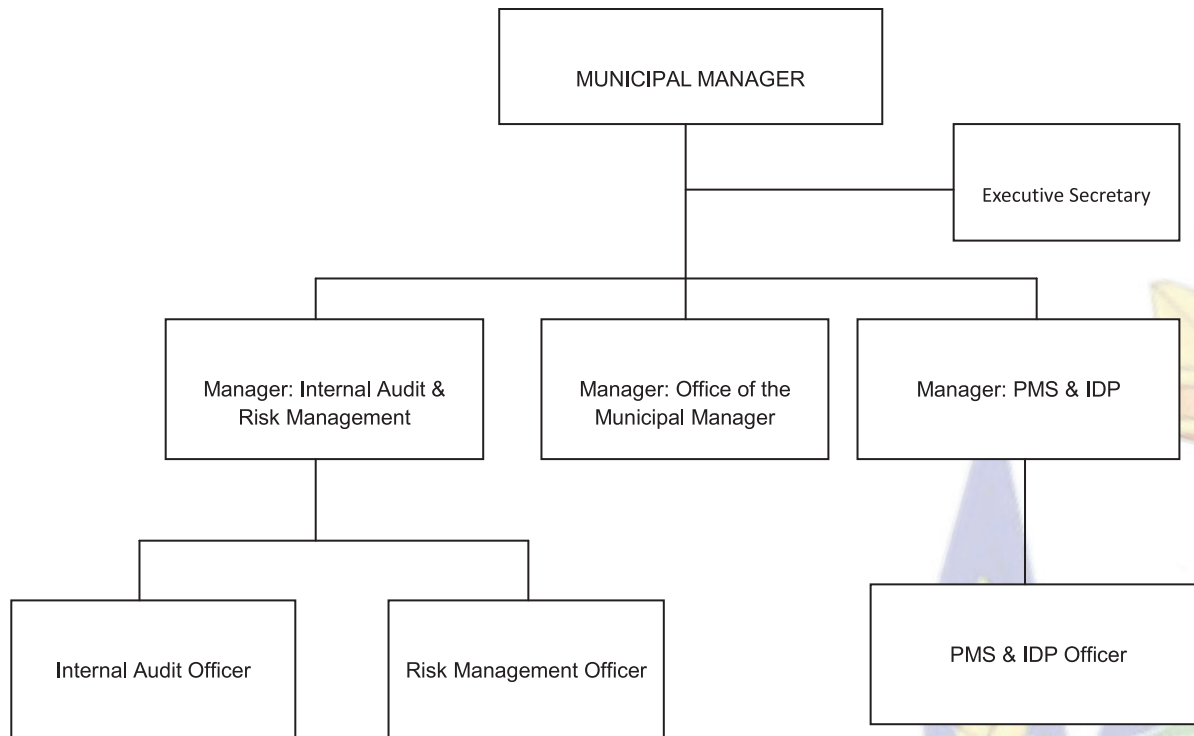 MUNICIPAL MANAGER
Executive Secretary
Manager: Internal Audit &
Risk Management
Manager: Office of the
Municipal Manager
Manager: PMS & IDP
Internal Audit Officer
Risk Management Officer
PMS & IDP Officer